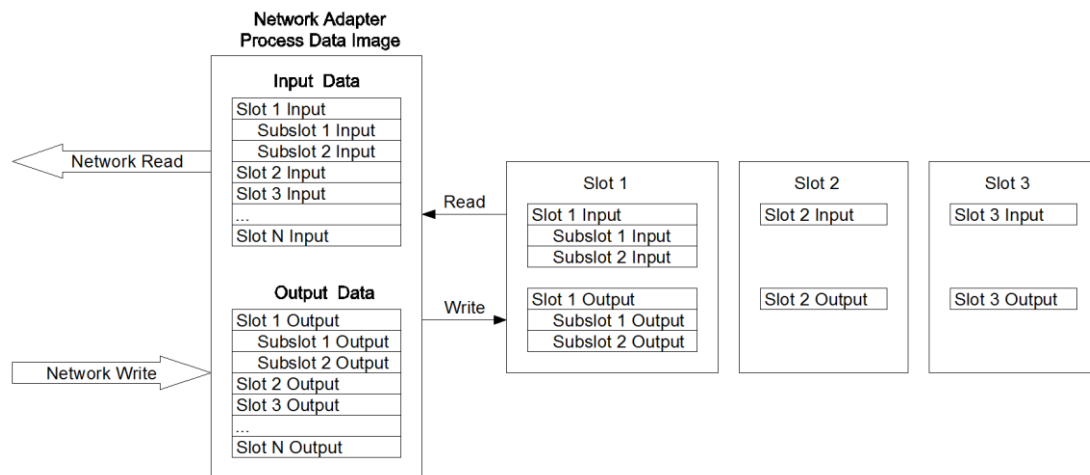 Network Adapter
Process Data Image
Input Data
Slot 1 Input
Subslot 1 Input
Subslot 2 Input
Slot 2 Input
Slot 3 Input
...
Slot N Input
Network Read
Output Data
Slot 1 Output
Subslot 1 Output
Subslot 2 Output
Slot 2 Output
Slot 3 Output
...
Slot N Output
Network Write
Read
Write
Slot 1
Slot 1 Input
Subslot 1 Input
Subslot 2 Input
Slot 1 Output
Subslot 1 Output
Subslot 2 Output
Slot 2
Slot 2 Input
Slot 2 Output
Slot 3
Slot 3 Input
Slot 3 Output